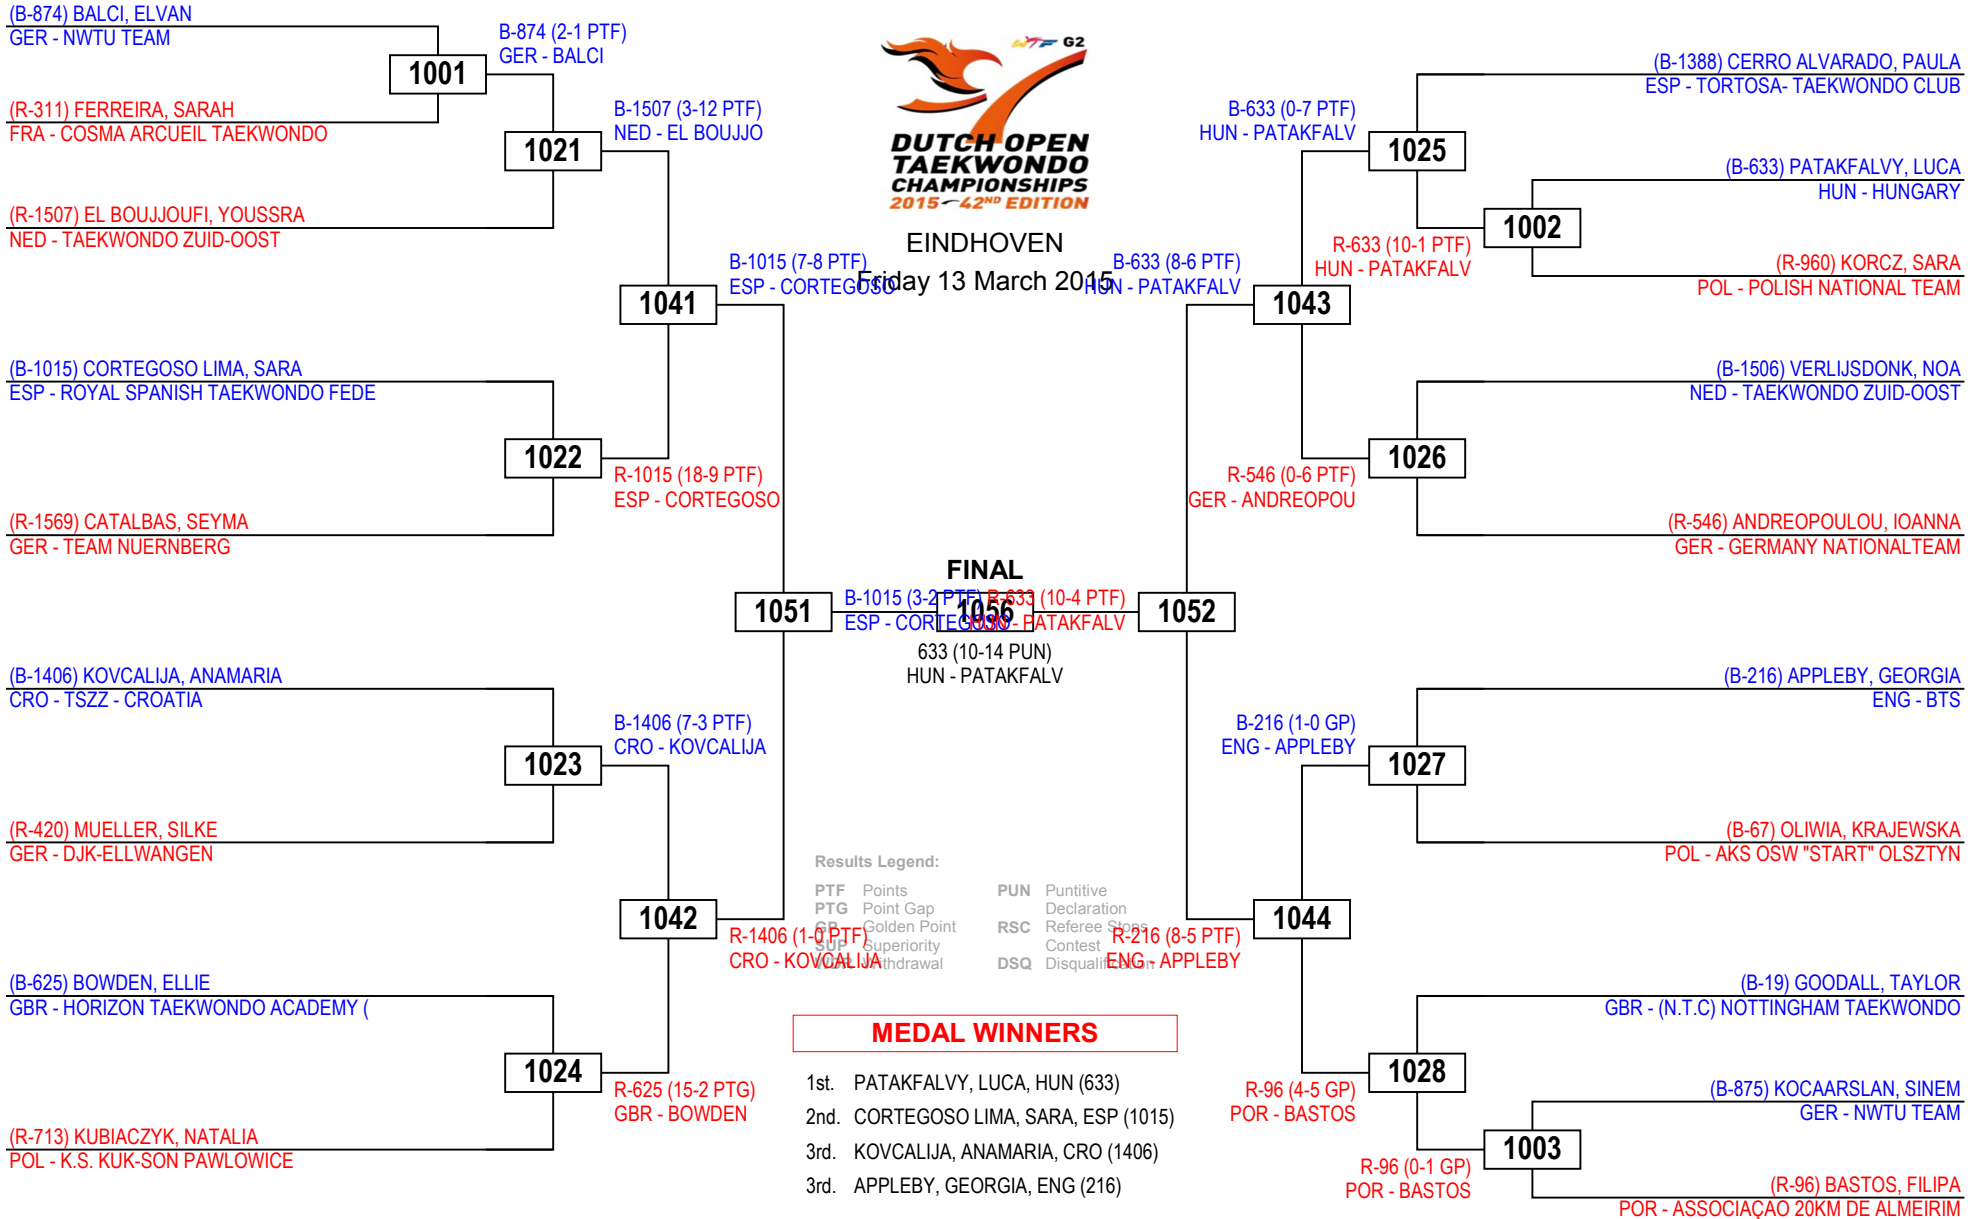 (B-874) BALCI, ELVAN
GER - NWTU TEAM
(R-311) FERREIRA, SARAH
FRA - COSMA ARCUEIL TAEKWONDO
(R-1507) EL BOUJJOUFI, YOUSSRA
NED - TAEKWONDO ZUID-OOST
(B-1015) CORTEGOSO LIMA, SARA
ESP - ROYAL SPANISH TAEKWONDO FEDE
(R-1569) CATALBAS, SEYMA
GER - TEAM NUERNBERG
(B-1406) KOVCALIJA, ANAMARIA
CRO - TSZZ - CROATIA
(R-420) MUELLER, SILKE
GER - DJK-ELLWANGEN
(B-625) BOWDEN, ELLIE
GBR - HORIZON TAEKWONDO ACADEMY (
(R-713) KUBIACZYK, NATALIA
POL - K.S. KUK-SON PAWLOWICE
1001
B-874 (2-1 PTF)
GER - BALCI
1021
B-1507 (3-12 PTF)
NED - EL BOUJJO
1022
R-1015 (18-9 PTF)
ESP - CORTEGOSO
1023
B-1406 (7-3 PTF)
CRO - KOVCALIJA
1024
R-625 (15-2 PTG)
GBR - BOWDEN
1041
B-1015 (7-8 PTF)
ESP - CORTEGOSO
1042
R-1406 (1-0 PTF)
CRO - KOVCALIJA
1051
B-1015 (3-2 PTF)
ESP - CORTEGOSO
WTF G2
DUTCH OPEN
TAEKWONDO
CHAMPIONSHIPS
2015 - 42ND EDITION
EINDHOVEN
Friday 13 March 2015
FINAL
1056
633 (10-14 PUN)
HUN - PATAKFALV
R-633 (10-4 PTF)
HUN - PATAKFALV
1052
B-633 (8-6 PTF)
HUN - PATAKFALV
1043
R-216 (8-5 PTF)
ENG - APPLEBY
1044
B-633 (0-7 PTF)
HUN - PATAKFALV
1025
R-546 (0-6 PTF)
GER - ANDREOPOU
1026
B-216 (1-0 GP)
ENG - APPLEBY
1027
R-96 (4-5 GP)
POR - BASTOS
1028
R-633 (10-1 PTF)
HUN - PATAKFALV
1002
R-96 (0-1 GP)
POR - BASTOS
1003
(B-1388) CERRO ALVARADO, PAULA
ESP - TORTOSA- TAEKWONDO CLUB
(B-633) PATAKFALVY, LUCA
HUN - HUNGARY
(R-960) KORCZ, SARA
POL - POLISH NATIONAL TEAM
(B-1506) VERLIJSDONK, NOA
NED - TAEKWONDO ZUID-OOST
(R-546) ANDREOPOULOU, IOANNA
GER - GERMANY NATIONALTEAM
(B-216) APPLEBY, GEORGIA
ENG - BTS
(B-67) OLIWIA, KRAJEWSKA
POL - AKS OSW "START" OLSZTYN
(B-19) GOODALL, TAYLOR
GBR - (N.T.C) NOTTINGHAM TAEKWONDO
(B-875) KOCAARSLAN, SINEM
GER - NWTU TEAM
(R-96) BASTOS, FILIPA
POR - ASSOCIAÇAO 20KM DE ALMEIRIM
Results Legend:
PTF Points
PTG Point Gap
GP Golden Point
SUP Superiority
WDR Withdrawal
PUN Puntitive
Declaration
RSC Referee Stops
Contest
DSQ Disqualification
MEDAL WINNERS
1st. PATAKFALVY, LUCA, HUN (633)
2nd. CORTEGOSO LIMA, SARA, ESP (1015)
3rd. KOVCALIJA, ANAMARIA, CRO (1406)
3rd. APPLEBY, GEORGIA, ENG (216)